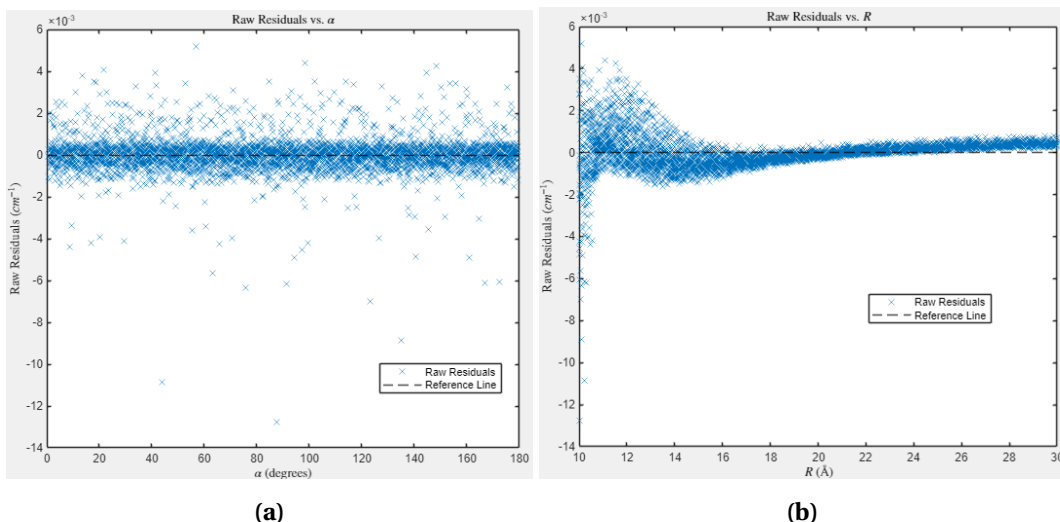 ×10⁻³
Raw Residuals vs. α
6
4
2
0
-2
-4
-6
-8
-10
-12
-14
Raw Residuals (cm⁻¹)
Raw Residuals
Reference Line
0 20 40 60 80 100 120 140 160 180
α (degrees)
(a)
×10⁻³
Raw Residuals vs. R
6
4
2
0
-2
-4
-6
-8
-10
-12
-14
Raw Residuals (cm⁻¹)
Raw Residuals
Reference Line
10 12 14 16 18 20 22 24 26 28 30
R (Å)
(b)